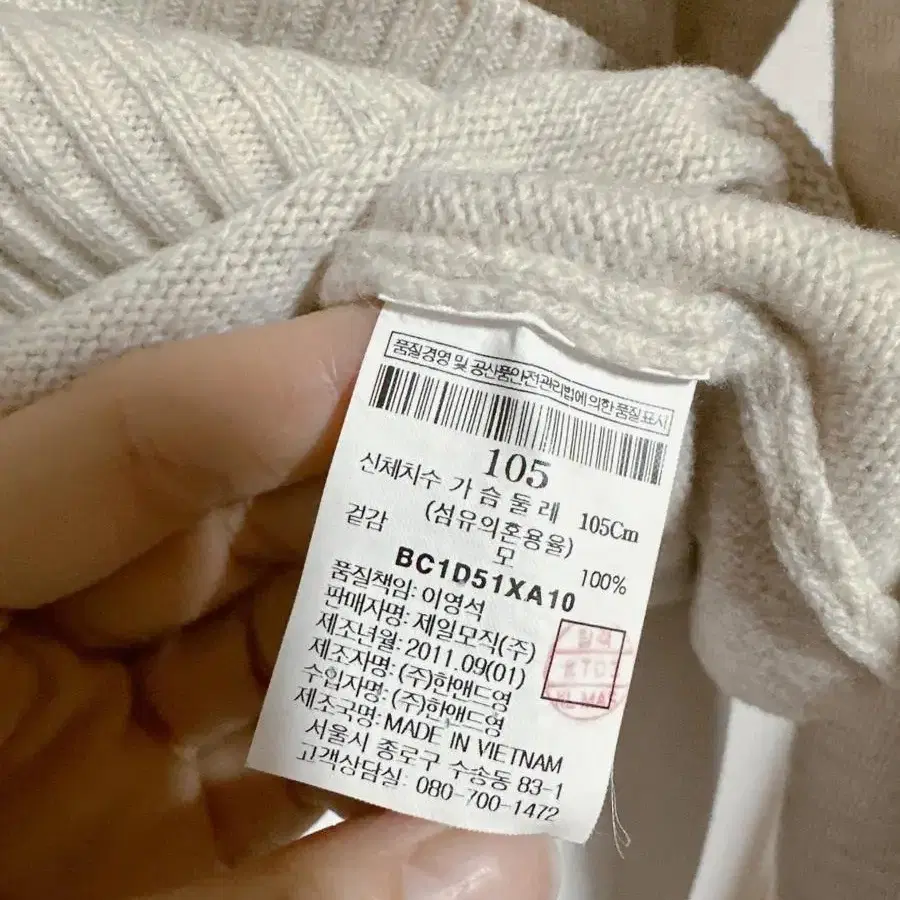 품질경영 및 공산품안전관리법에 의한 품질표시
105
신체치수 가 슴 둘 레 105Cm
(섬유의혼용율)
겉감 모 100%
BC1D51XA10
품질책임: 이영석
판매자명: 제일모직(주)
제조년월: 2011.09(01)
제조자명: (주)한앤드영
수입자명: (주)한앤드영
제조국명: MADE IN VIETNAM
서울시 종로구 수송동 83-1
고객상담실: 080-700-1472